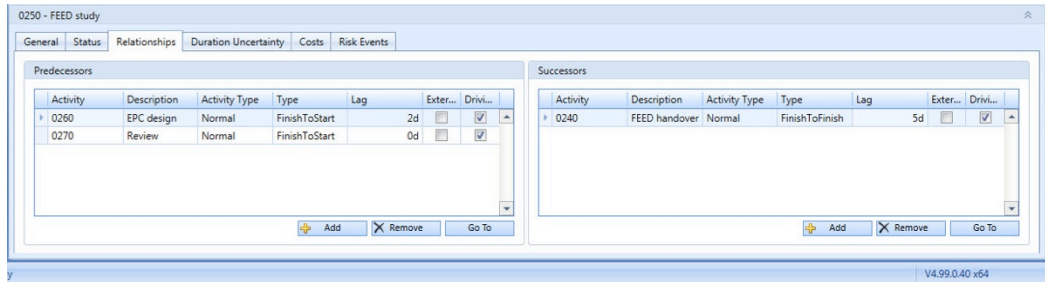 0250 - FEED study
General Status Relationships Duration Uncertainty Costs Risk Events
Predecessors
Activity Description Activity Type Type Lag Exter... Drivi...
0260 EPC design Normal FinishToStart 2d
0270 Review Normal FinishToStart 0d
Add Remove Go To
Successors
Activity Description Activity Type Type Lag Exter... Drivi...
0240 FEED handover Normal FinishToFinish 5d
Add Remove Go To
y V4.99.0.40 x64